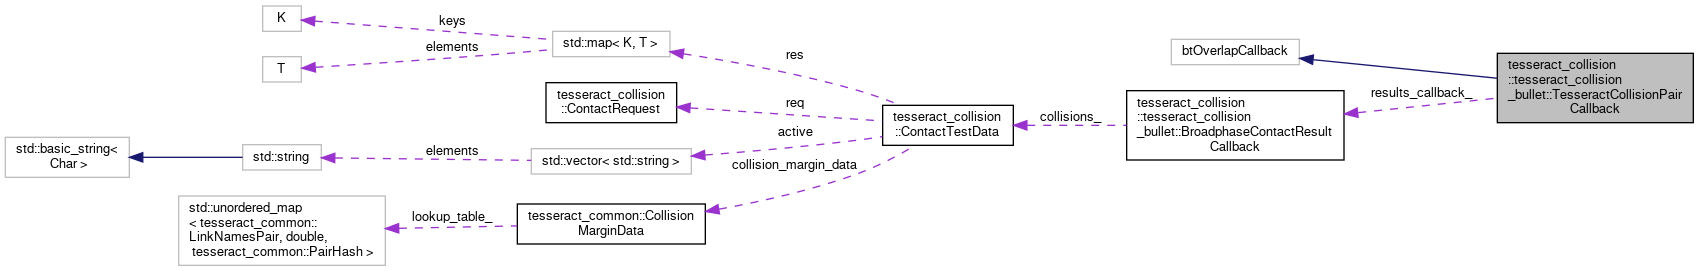 K
keys
T
elements
std::map< K, T >
res
btOverlapCallback
tesseract_collision
::tesseract_collision
_bullet::TesseractCollisionPair
Callback
results_callback_
tesseract_collision
::ContactRequest
req
tesseract_collision
::ContactTestData
collisions_
tesseract_collision
::tesseract_collision
_bullet::BroadphaseContactResult
Callback
active
std::basic_string<
Char >
std::string
elements
std::vector< std::string >
collision_margin_data
std::unordered_map
< tesseract_common::
LinkNamesPair, double,
tesseract_common::PairHash >
lookup_table_
tesseract_common::Collision
MarginData